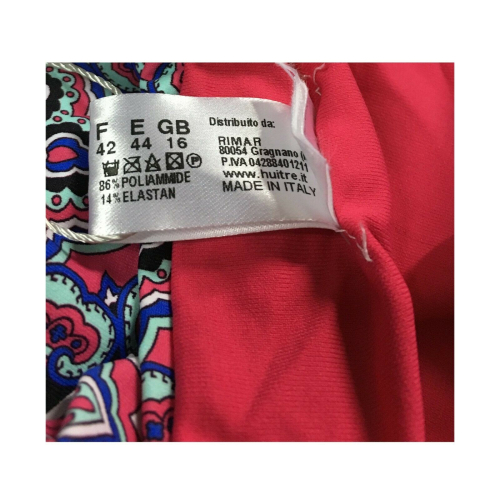 F E GB
42 44 16
86% POLIAMMIDE
14% ELASTAN
Distribuito da:
RIMAR
80054 Gragnano
P.IVA 04288401211
www.huitre.it
MADE IN ITALY